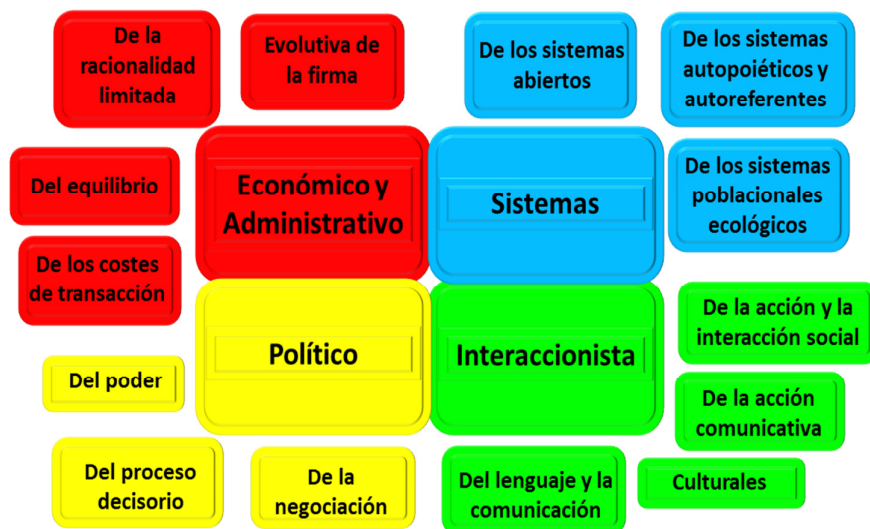 De la
racionalidad
limitada
Evolutiva de
la firma
De los sistemas
abiertos
De los sistemas
autopoiéticos y
autoreferentes
Del equilibrio
Económico y
Administrativo
Sistemas
De los sistemas
poblacionales
ecológicos
De los costes
de transacción
Político
Interaccionista
De la acción y la
interacción social
Del poder
De la acción
comunicativa
Del proceso
decisorio
De la
negociación
Del lenguaje y la
comunicación
Culturales